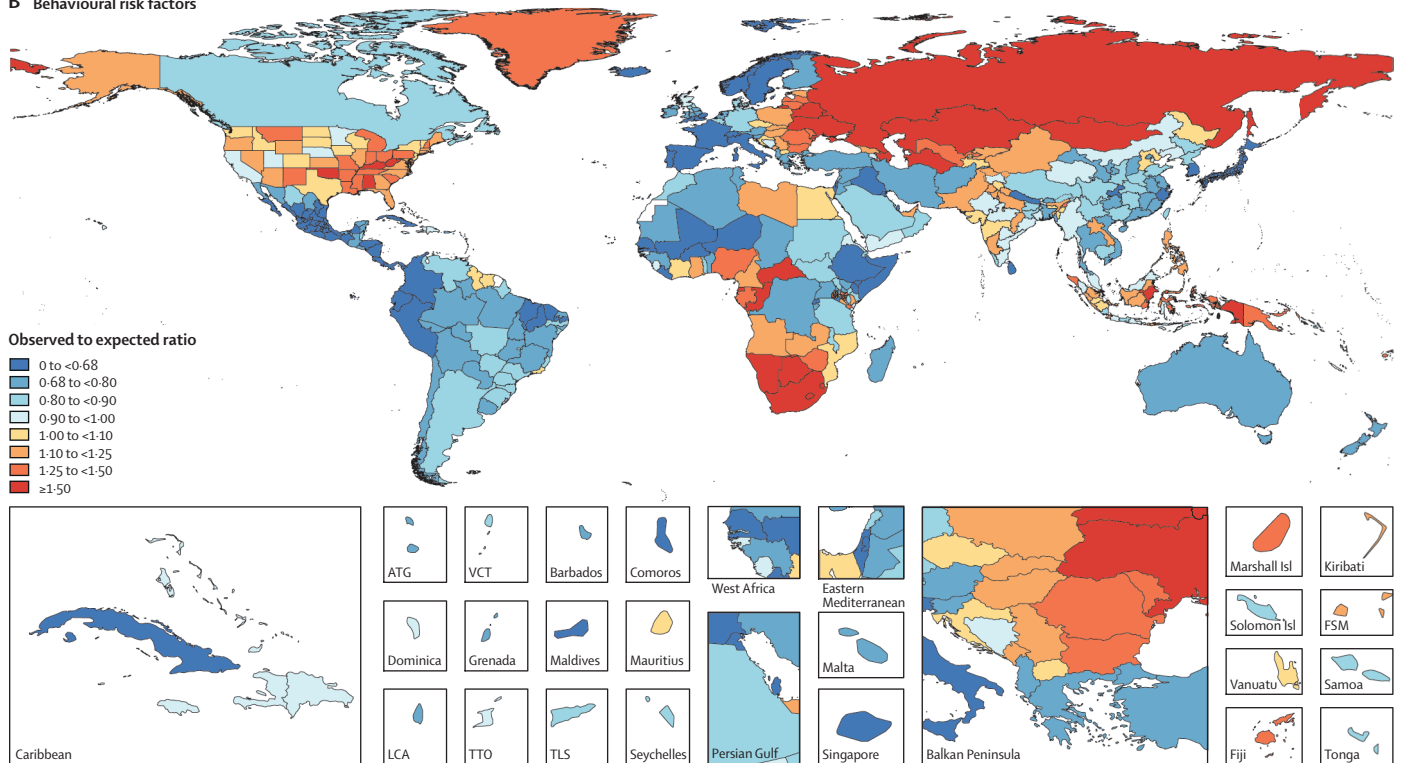 B Behavioural risk factors
Observed to expected ratio
0 to <0·68
0·68 to <0·80
0·80 to <0·90
0·90 to <1·00
1·00 to <1·10
1·10 to <1·25
1·25 to <1·50
≥1·50
Caribbean
ATG
VCT
Barbados
Comoros
West Africa
Eastern
Mediterranean
Marshall Isl
Kiribati
Dominica
Grenada
Maldives
Mauritius
Malta
Solomon Isl
FSM
Vanuatu
Samoa
LCA
TTO
TLS
Seychelles
Persian Gulf
Singapore
Balkan Peninsula
Fiji
Tonga